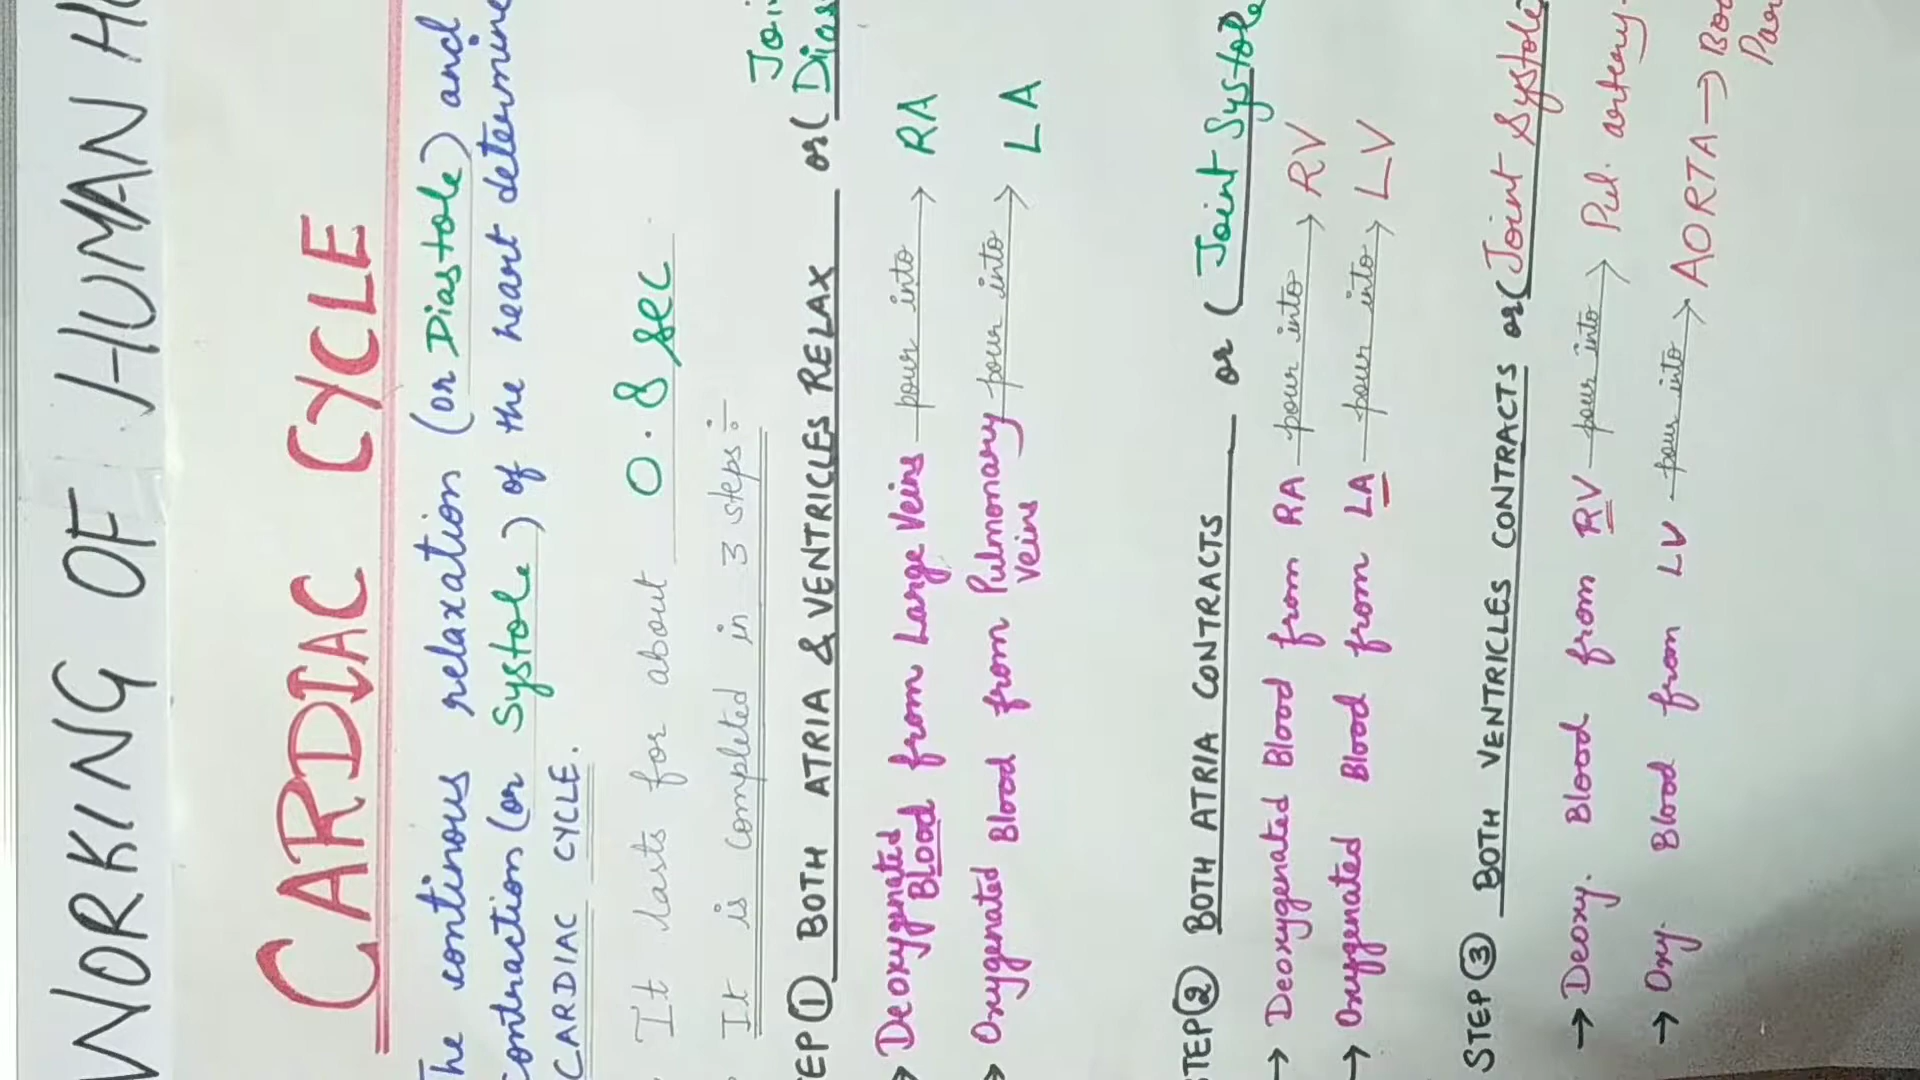 WORKING OF HUMAN
CARDIAC CYCLE
The continous relaxation (or Diastole) and
Contraction (or Systole) of the heart determine
CARDIAC CYCLE.
It lasts for about 0.8 sec.
It is completed in 3 steps:-
STEP ① BOTH ATRIA & VENTRICLES RELAX or (
Deoxygenated Blood from Large Veins pour into → RA
→ Oxygenated Blood from Pulmonary Veins pour into → LA
STEP ② BOTH ATRIA CONTRACTS or (Joint Systole
→ Deoxygenated Blood from RA pour into → RV
→ Oxygenated Blood from LA pour into → LV
STEP ③ BOTH VENTRICLES CONTRACTS or (Joint Systole
→ Deoxy. Blood from RV pour into → Pul. artery
→ Oxy. Blood from LV pour into → AORTA →